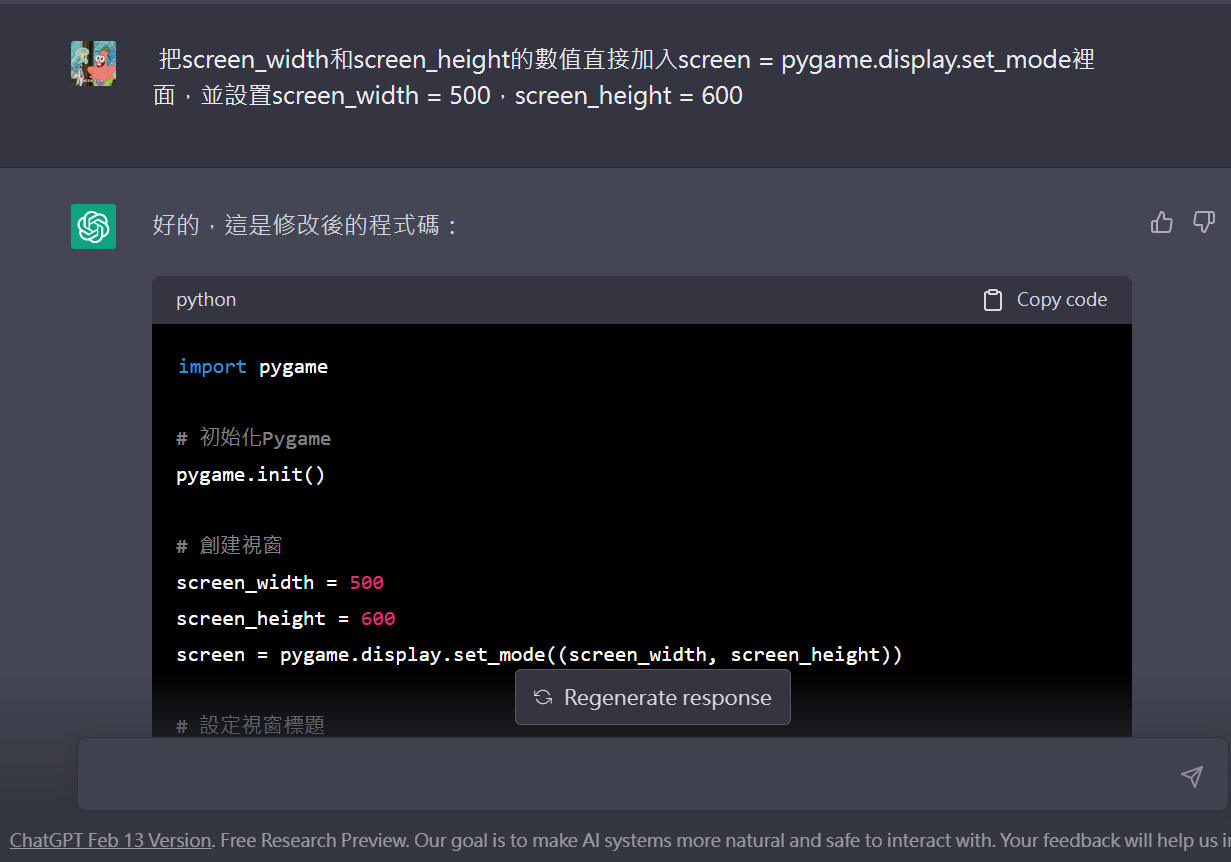 把screen_width和screen_height的數值直接加入screen = pygame.display.set_mode裡
面，並設置screen_width = 500，screen_height = 600
好的，這是修改後的程式碼：
python
Copy code
import pygame
# 初始化Pygame
pygame.init()
# 創建視窗
screen_width = 500
screen_height = 600
screen = pygame.display.set_mode((screen_width, screen_height))
Regenerate response
# 設定視窗標題
ChatGPT Feb 13 Version. Free Research Preview. Our goal is to make AI systems more natural and safe to interact with. Your feedback will help us